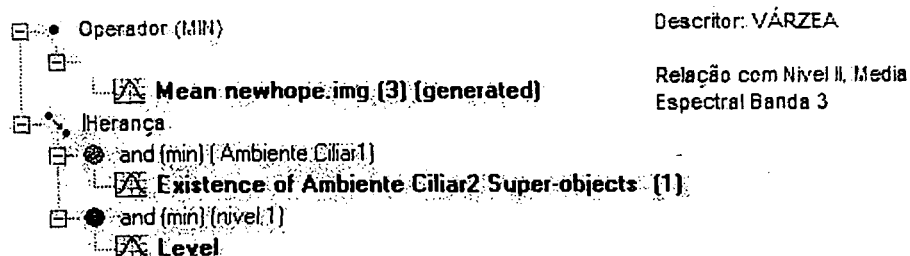 Operador (MIN)
Mean newhope.img (3) (generated)
Herança
and (min) (Ambiente Ciliar1)
Existence of Ambiente Ciliar2 Super-objects (1)
and (min) (nivel 1)
Level
Descritor: VÁRZEA
Relação com Nivel II, Media
Espectral Banda 3